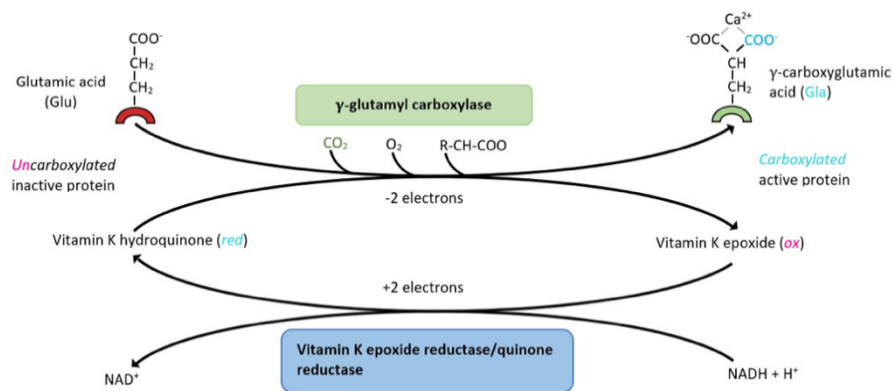 Ca²⁺
COO⁻
⁻OOC COO⁻
CH₂
CH
CH₂
CH₂
Glutamic acid
(Glu)
γ-carboxyglutamic
acid (Gla)
γ-glutamyl carboxylase
CO₂ O₂ R-CH-COO
Uncarboxylated
inactive protein
Carboxylated
active protein
-2 electrons
Vitamin K hydroquinone (red)
Vitamin K epoxide (ox)
+2 electrons
Vitamin K epoxide reductase/quinone
reductase
NAD⁺
NADH + H⁺